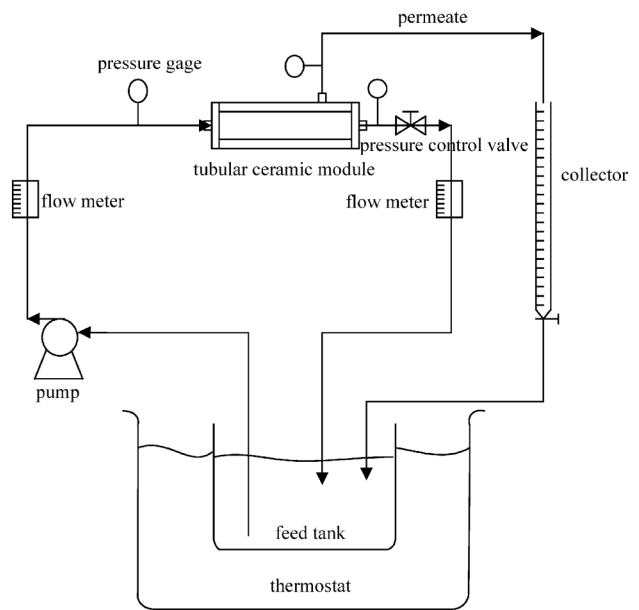 permeate
pressure gage
pressure control valve
tubular ceramic module
collector
flow meter
flow meter
pump
feed tank
thermostat